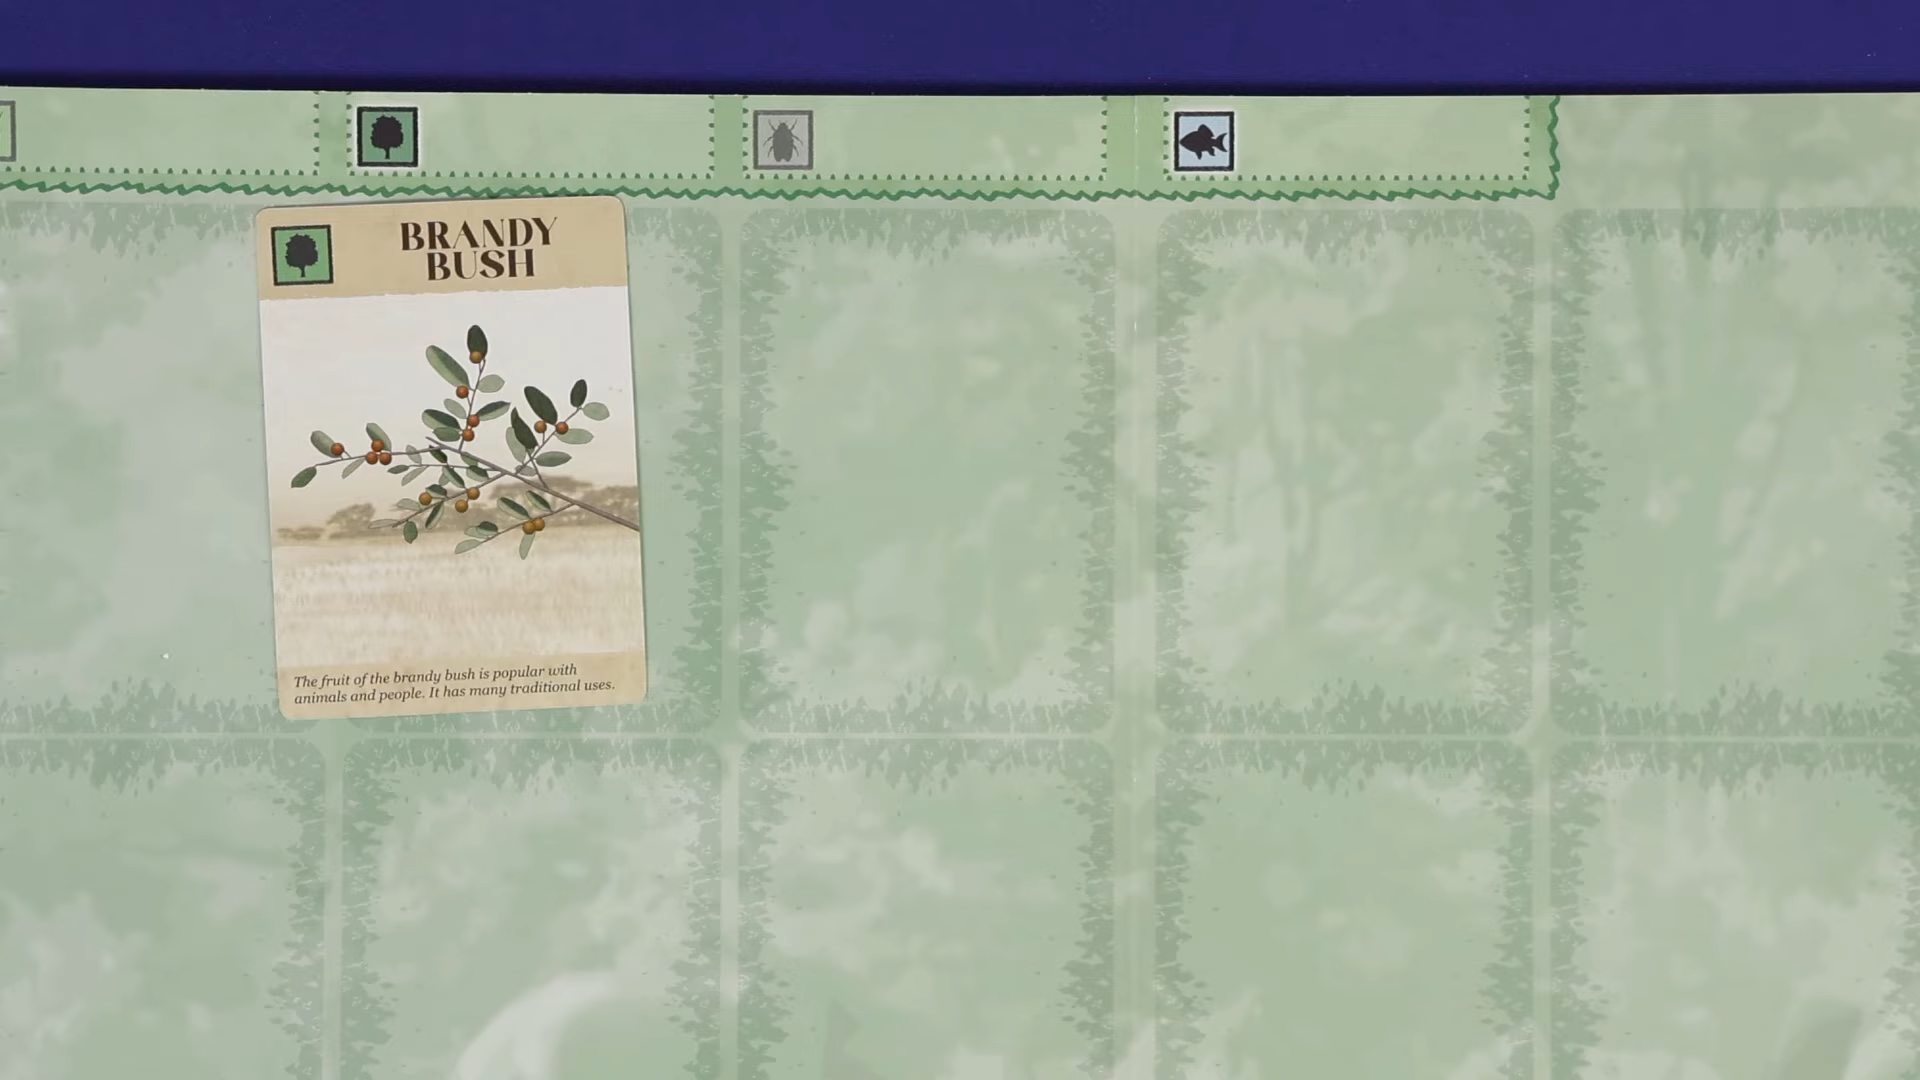 BRANDY
BUSH
The fruit of the brandy bush is popular with
animals and people. It has many traditional uses.